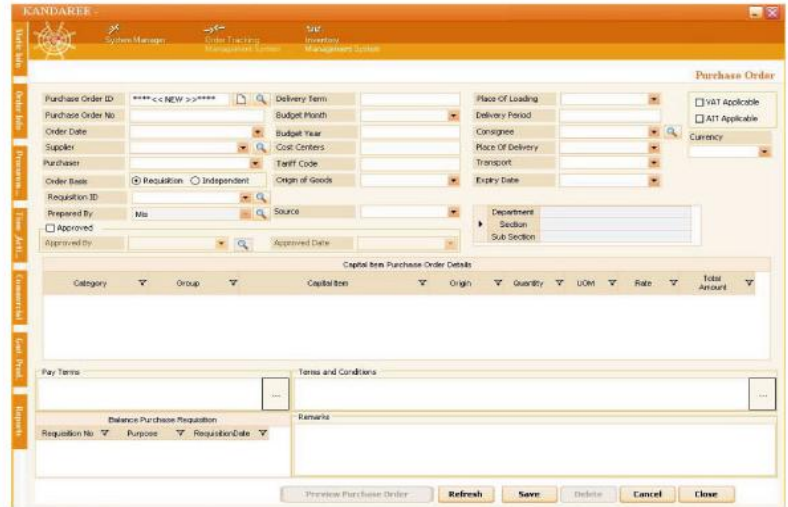 KANDAREE -
System Manager
Order Tracking
Management System
Inventory
Management System
Static Info
Order Info
Procurem...
Time ,Acti...
Commercial
Reports
Purchase Order
Purchase Order ID ****<< NEW >>**** Delivery Term Place Of Loading VAT Applicable
Purchase Order No Budget Month Delivery Period AIT Applicable
Order Date Budget Year Consignee Currency
Supplier Cost Centers Place Of Delivery
Purchaser Tariff Code Transport
Order Basis Requisition Independent Origin of Goods Expiry Date
Requisition ID
Prepared By Mis Source Department
Section
Sub Section
Approved
Approved By Approved Date
Capital Item Purchase Order Details
Category Group Capital Item Origin Quantity UOM Rate Total Amount
Pay Terms Terms and Conditions
...
...
Balance Purchase Requisition Remarks
Requisition No Purpose RequisitionDate
Preview Purchase Order Refresh Save Delete Cancel Close